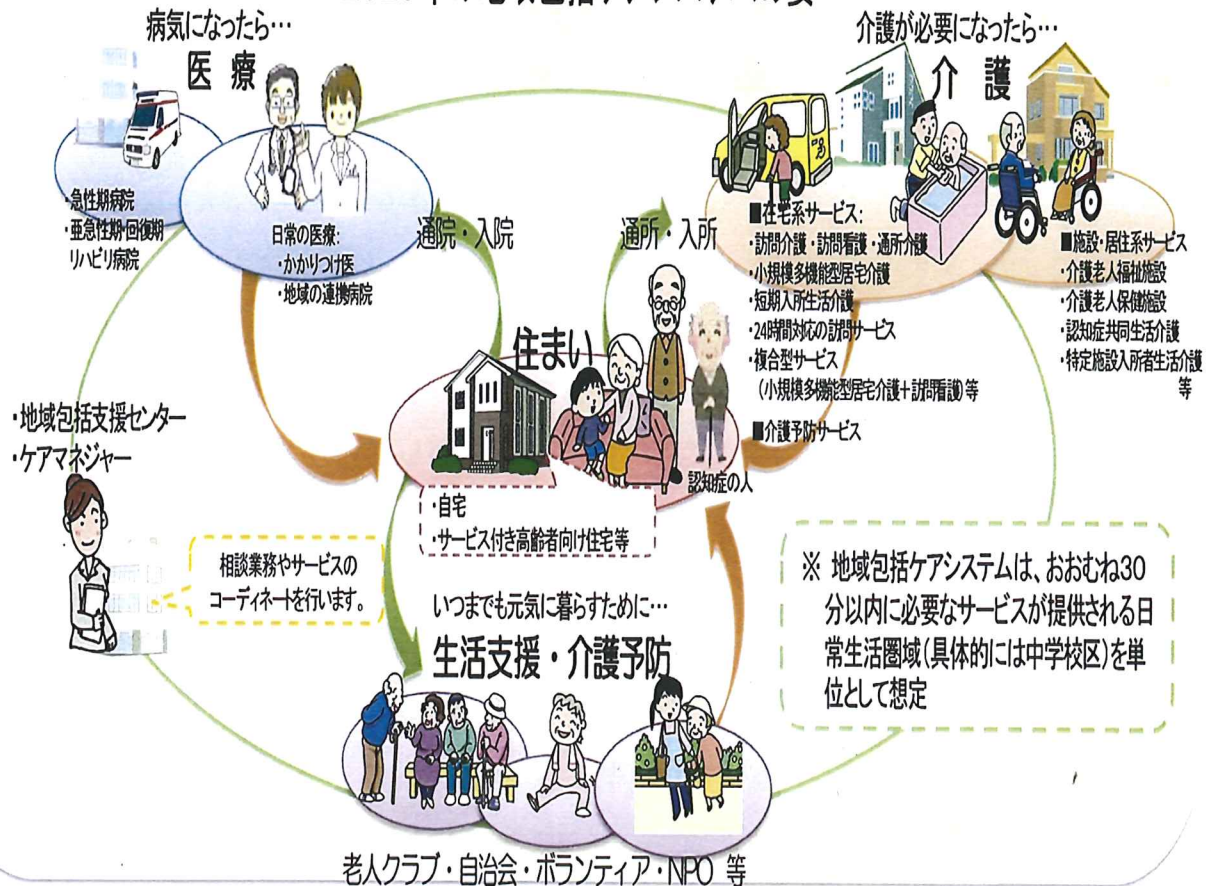 病気になったら…
医 療
・急性期病院
・亜急性期・回復期
リハビリ病院
日常の医療:
・かかりつけ医
・地域の連携病院
通院・入院
介護が必要になったら…
介 護
通所・入所
■在宅系サービス:
・訪問介護・訪問看護・通所介護
・小規模多機能型居宅介護
・短期入所生活介護
・24時間対応の訪問サービス
・複合型サービス
(小規模多機能型居宅介護+訪問看護)等
■介護予防サービス
■施設・居住系サービス
・介護老人福祉施設
・介護老人保健施設
・認知症共同生活介護
・特定施設入所者生活介護
等
住まい
認知症の人
・自宅
・サービス付き高齢者向け住宅等
・地域包括支援センター
・ケアマネジャー
相談業務やサービスの
コーディネートを行います。
いつまでも元気に暮らすために…
生活支援・介護予防
老人クラブ・自治会・ボランティア・NPO 等
※ 地域包括ケアシステムは、おおむね30
分以内に必要なサービスが提供される日
常生活圏域(具体的には中学校区)を単
位として想定